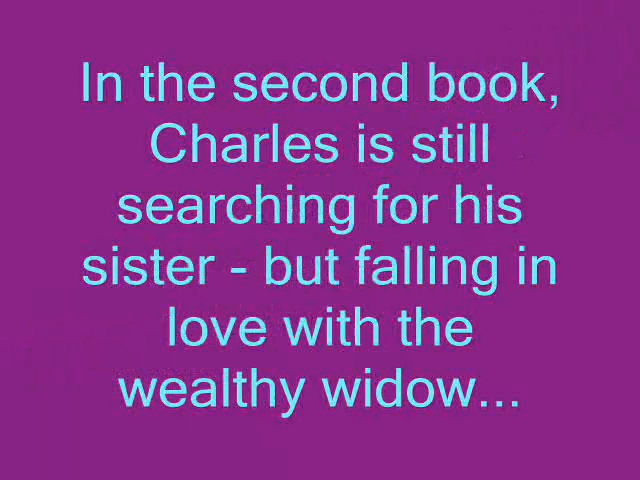 In the second book,
Charles is still
searching for his
sister - but falling in
love with the
wealthy widow...